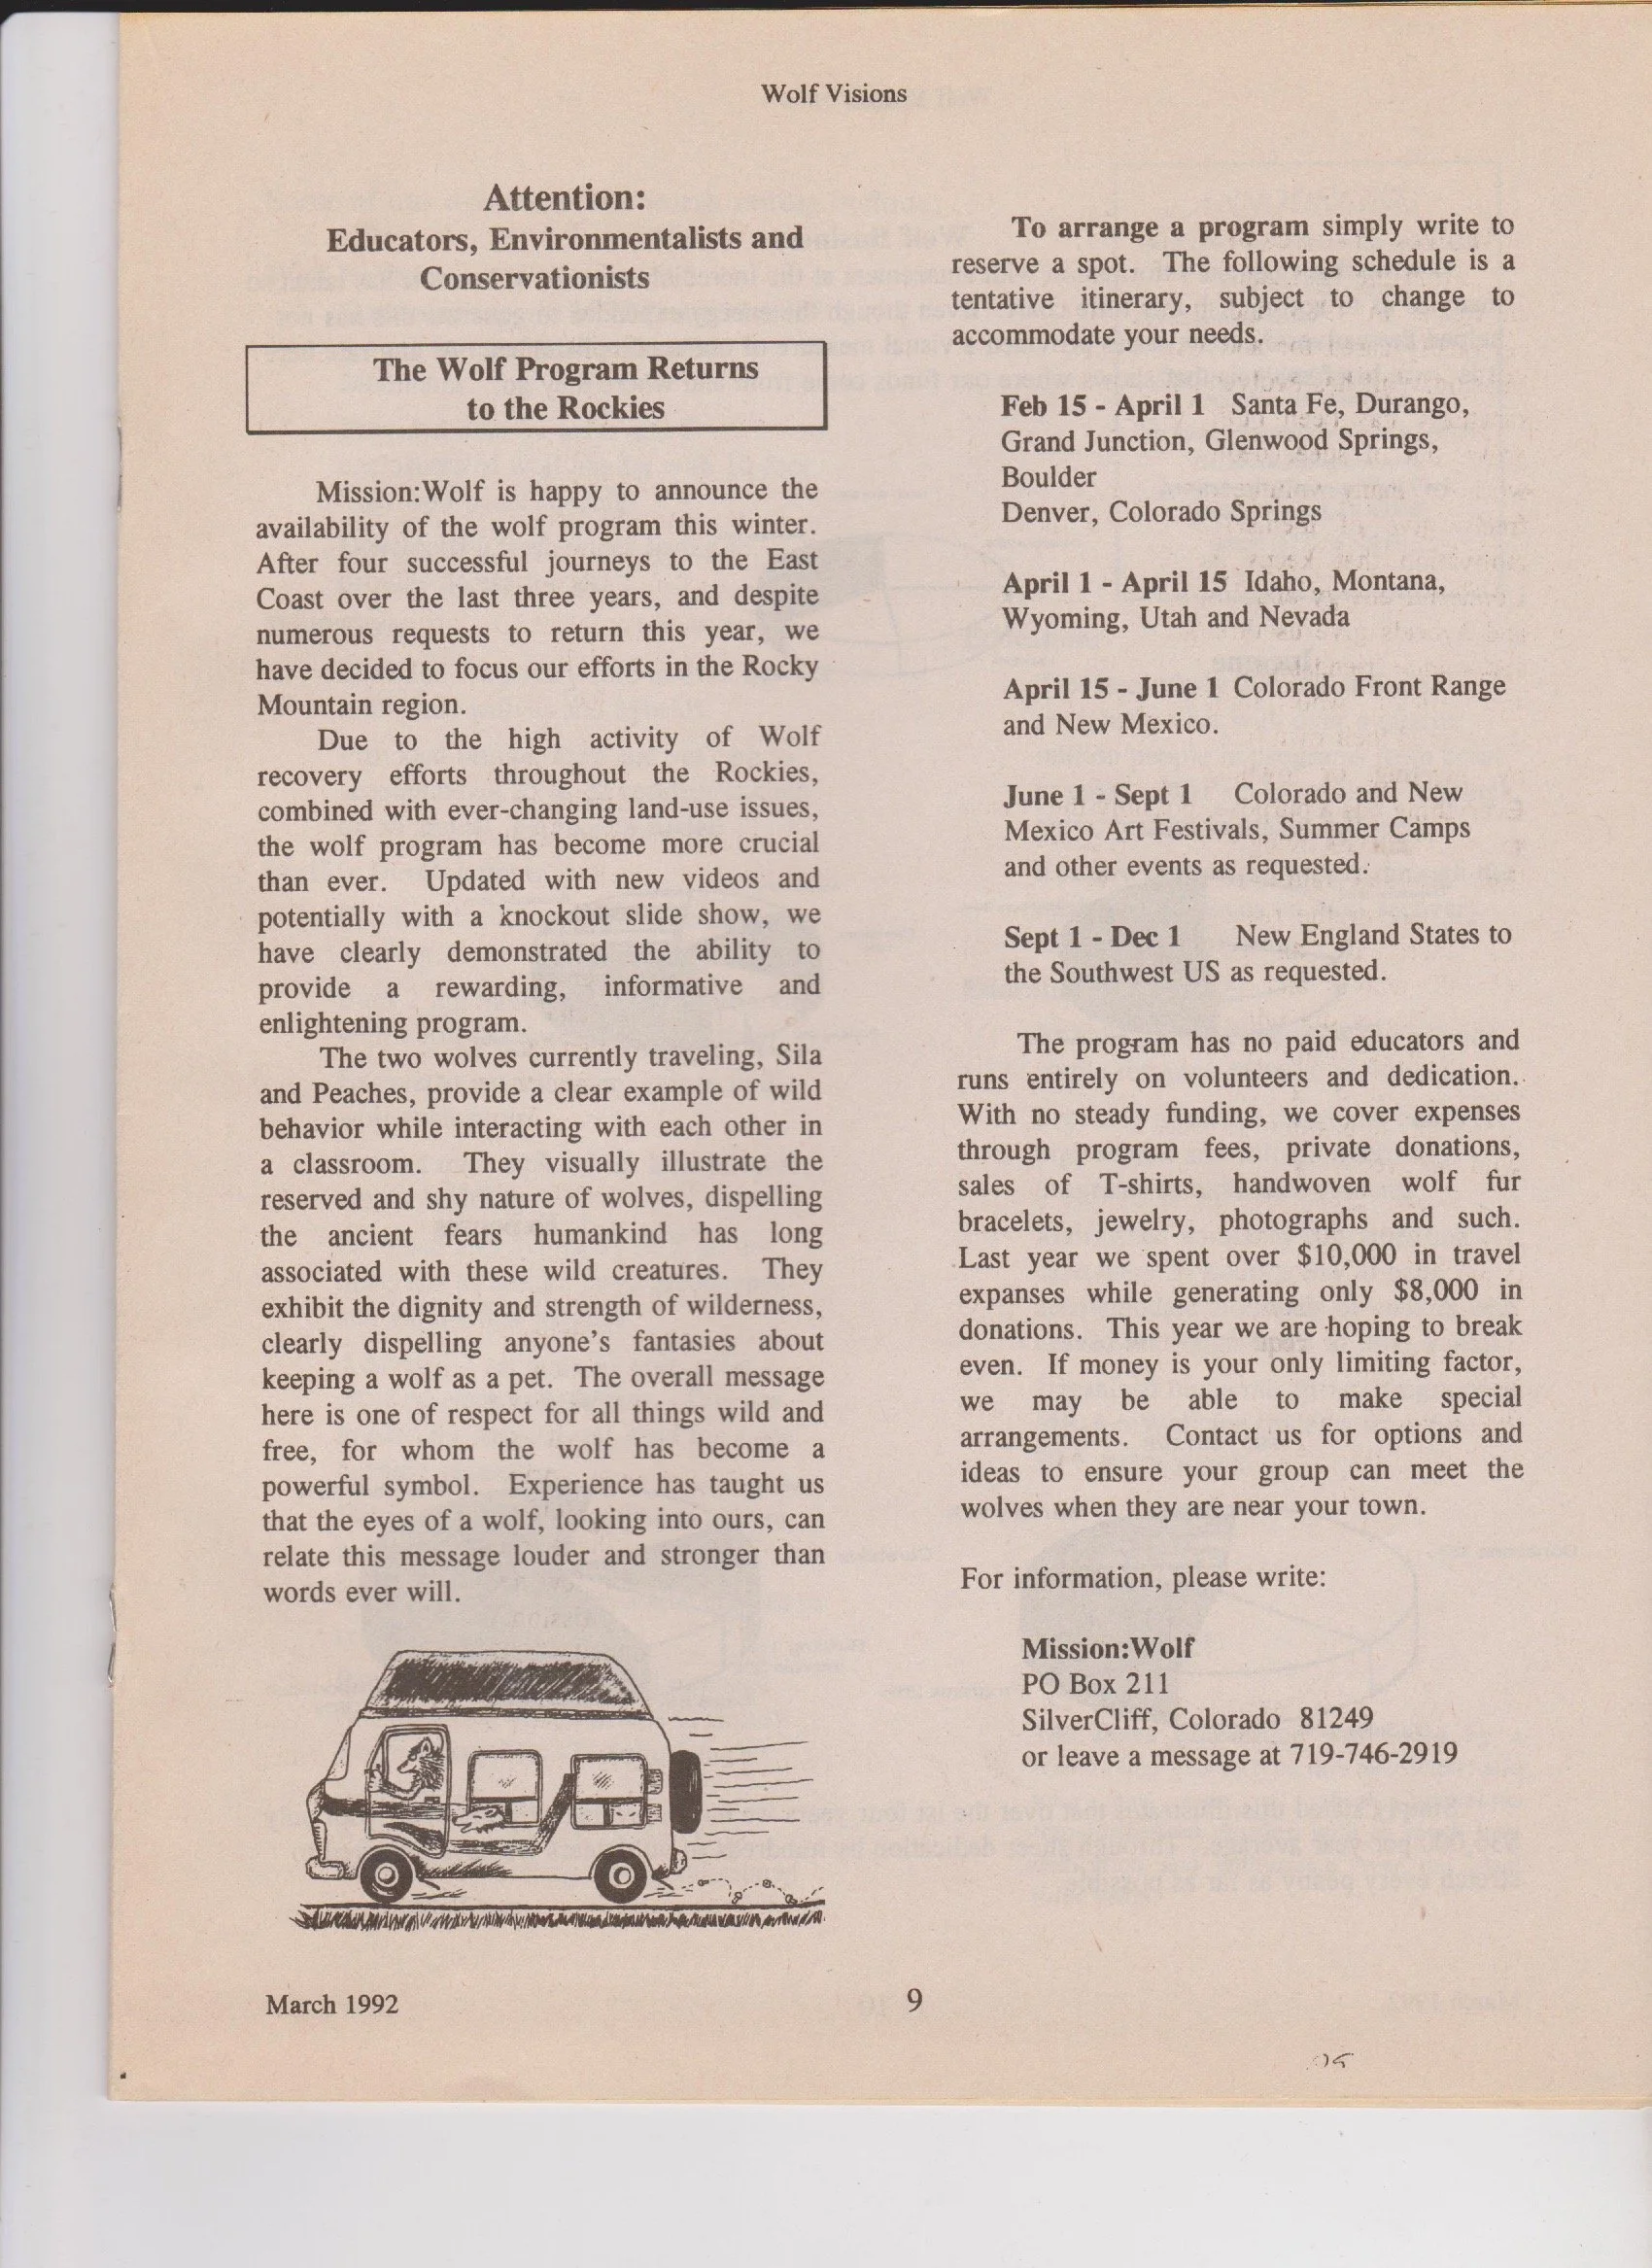 Wolf Visions
Attention:
Educators, Environmentalists and
Conservationists
The Wolf Program Returns
to the Rockies
Mission:Wolf is happy to announce the
availability of the wolf program this winter.
After four successful journeys to the East
Coast over the last three years, and despite
numerous requests to return this year, we
have decided to focus our efforts in the Rocky
Mountain region.
Due to the high activity of Wolf
recovery efforts throughout the Rockies,
combined with ever-changing land-use issues,
the wolf program has become more crucial
than ever. Updated with new videos and
potentially with a knockout slide show, we
have clearly demonstrated the ability to
provide a rewarding, informative and
enlightening program.
The two wolves currently traveling, Sila
and Peaches, provide a clear example of wild
behavior while interacting with each other in
a classroom. They visually illustrate the
reserved and shy nature of wolves, dispelling
the ancient fears humankind has long
associated with these wild creatures. They
exhibit the dignity and strength of wilderness,
clearly dispelling anyone's fantasies about
keeping a wolf as a pet. The overall message
here is one of respect for all things wild and
free, for whom the wolf has become a
powerful symbol. Experience has taught us
that the eyes of a wolf, looking into ours, can
relate this message louder and stronger than
words ever will.
To arrange a program simply write to
reserve a spot. The following schedule is a
tentative itinerary, subject to change to
accommodate your needs.
Feb 15 - April 1 Santa Fe, Durango,
Grand Junction, Glenwood Springs,
Boulder
Denver, Colorado Springs
April 1 - April 15 Idaho, Montana,
Wyoming, Utah and Nevada
April 15 - June 1 Colorado Front Range
and New Mexico.
June 1 - Sept 1 Colorado and New
Mexico Art Festivals, Summer Camps
and other events as requested.
Sept 1 - Dec 1 New England States to
the Southwest US as requested.
The program has no paid educators and
runs entirely on volunteers and dedication.
With no steady funding, we cover expenses
through program fees, private donations,
sales of T-shirts, handwoven wolf fur
bracelets, jewelry, photographs and such.
Last year we spent over $10,000 in travel
expanses while generating only $8,000 in
donations. This year we are hoping to break
even. If money is your only limiting factor,
we may be able to make special
arrangements. Contact us for options and
ideas to ensure your group can meet the
wolves when they are near your town.
For information, please write:
Mission:Wolf
PO Box 211
SilverCliff, Colorado 81249
or leave a message at 719-746-2919
March 1992
9